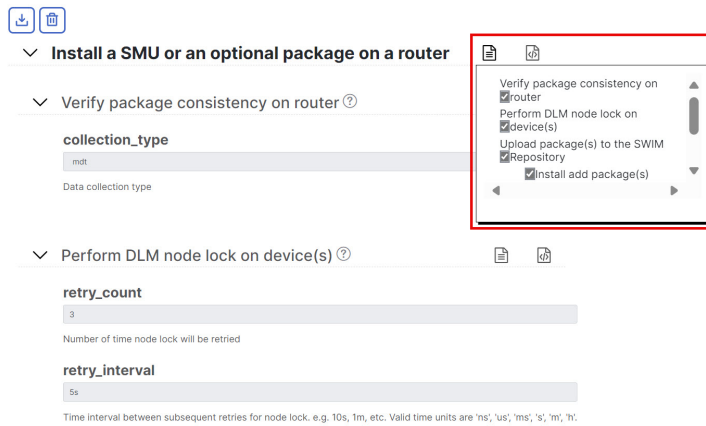 Install a SMU or an optional package on a router
Verify package consistency on
router
Perform DLM node lock on
device(s)
Upload package(s) to the SWIM
Repository
Install add package(s)
Verify package consistency on router
collection_type
mdt
Data collection type
Perform DLM node lock on device(s)
retry_count
3
Number of time node lock will be retried
retry_interval
5s
Time interval between subsequent retries for node lock. e.g. 10s, 1m, etc. Valid time units are 'ns', 'us', 'ms', 's', 'm', 'h'.